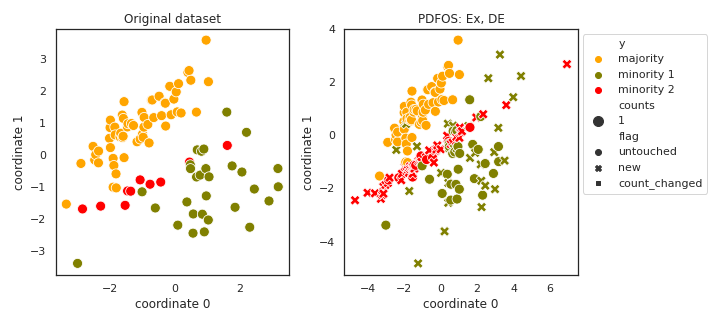 Original dataset
3
2
1
0
−1
−2
−3
−2
0
2
coordinate 0
coordinate 1
PDFOS: Ex, DE
4
2
0
−2
−4
−4
−2
0
2
4
6
coordinate 0
coordinate 1
y
majority
minority 1
minority 2
counts
1
flag
untouched
new
count_changed